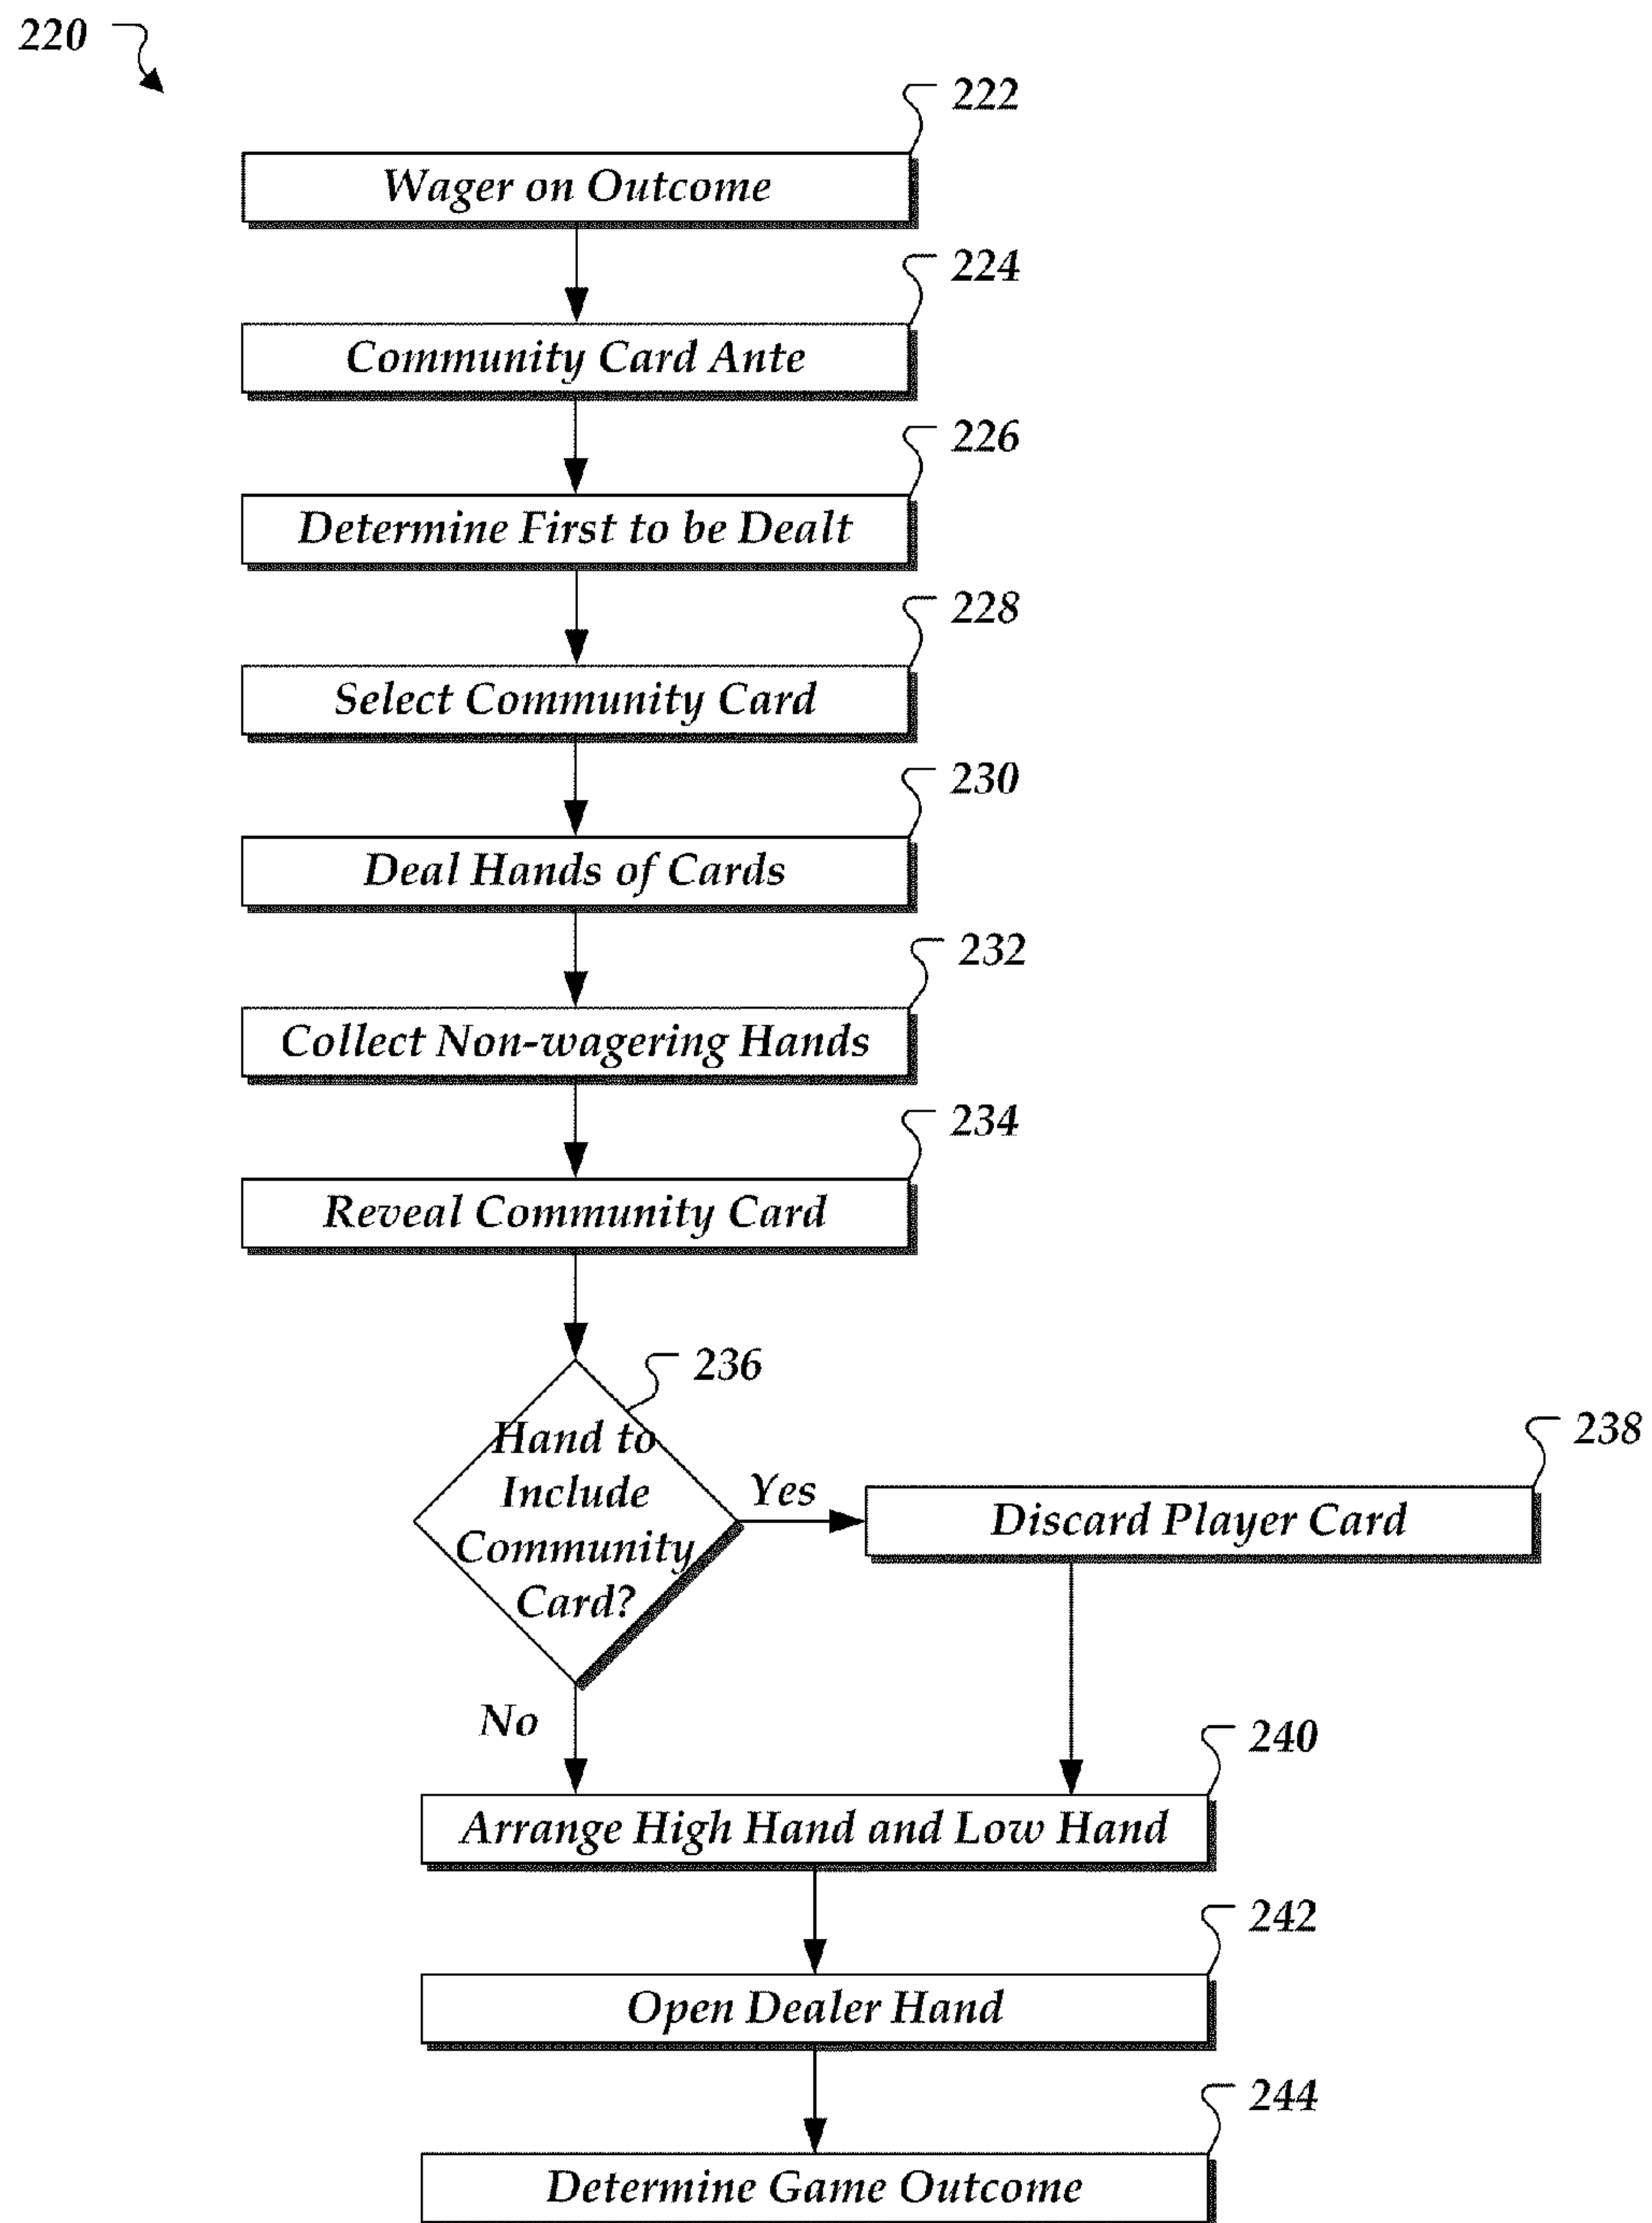 220
222
Wager on Outcome
224
Community Card Ante
226
Determine First to be Dealt
228
Select Community Card
230
Deal Hands of Cards
232
Collect Non-wagering Hands
234
Reveal Community Card
236
Hand to
Include
Community
Card?
Yes
238
Discard Player Card
No
240
Arrange High Hand and Low Hand
242
Open Dealer Hand
244
Determine Game Outcome